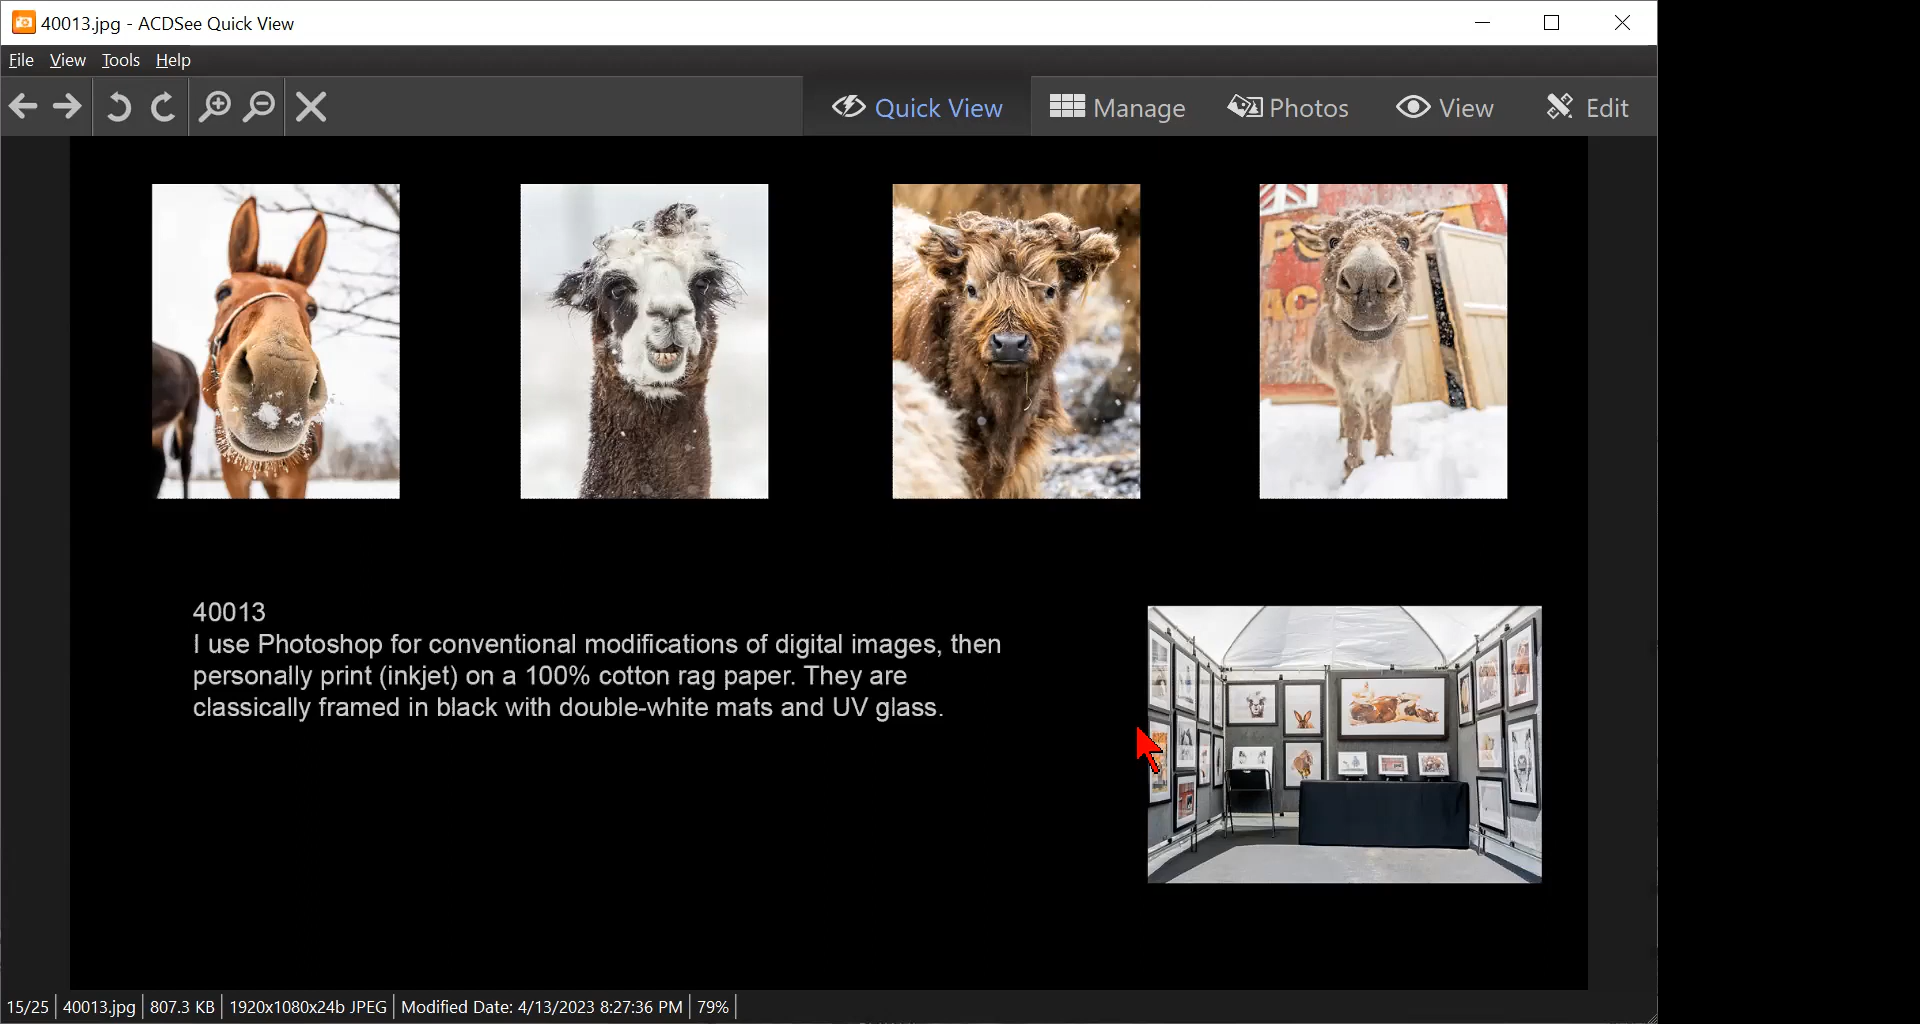 40013.jpg - ACDSee Quick View
File View Tools Help
Quick View Manage Photos View Edit
40013
I use Photoshop for conventional modifications of digital images, then
personally print (inkjet) on a 100% cotton rag paper. They are
classically framed in black with double-white mats and UV glass.
15/25 40013.jpg 807.3 KB 1920x1080x24b JPEG Modified Date: 4/13/2023 8:27:36 PM 79%